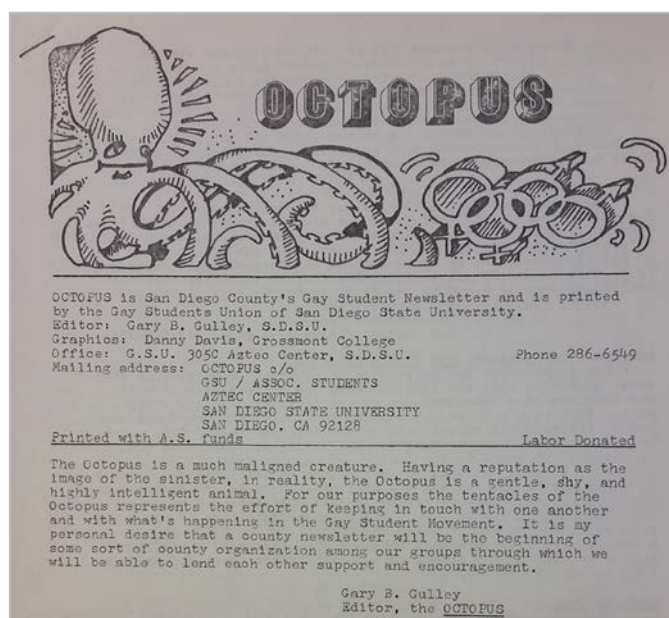 OCTOPUS
OCTOPUS is San Diego County's Gay Student Newsletter and is printed
by the Gay Students Union of San Diego State University.
Editor: Gary B. Gulley, S.D.S.U.
Graphics: Danny Davis, Grossmont College
Office: G.S.U. 305C Aztec Center, S.D.S.U. Phone 286-6549
Mailing address: OCTOPUS c/o
GSU / ASSOC. STUDENTS
AZTEC CENTER
SAN DIEGO STATE UNIVERSITY
SAN DIEGO, CA 92128
Printed with A.S. funds Labor Donated
The Octopus is a much maligned creature. Having a reputation as the
image of the sinister, in reality, the Octopus is a gentle, shy, and
highly intelligent animal. For our purposes the tentacles of the
Octopus represents the effort of keeping in touch with one another
and with what's happening in the Gay Student Movement. It is my
personal desire that a county newsletter will be the beginning of
some sort of county organization among our groups through which we
will be able to lend each other support and encouragement.
Gary B. Gulley
Editor, the OCTOPUS